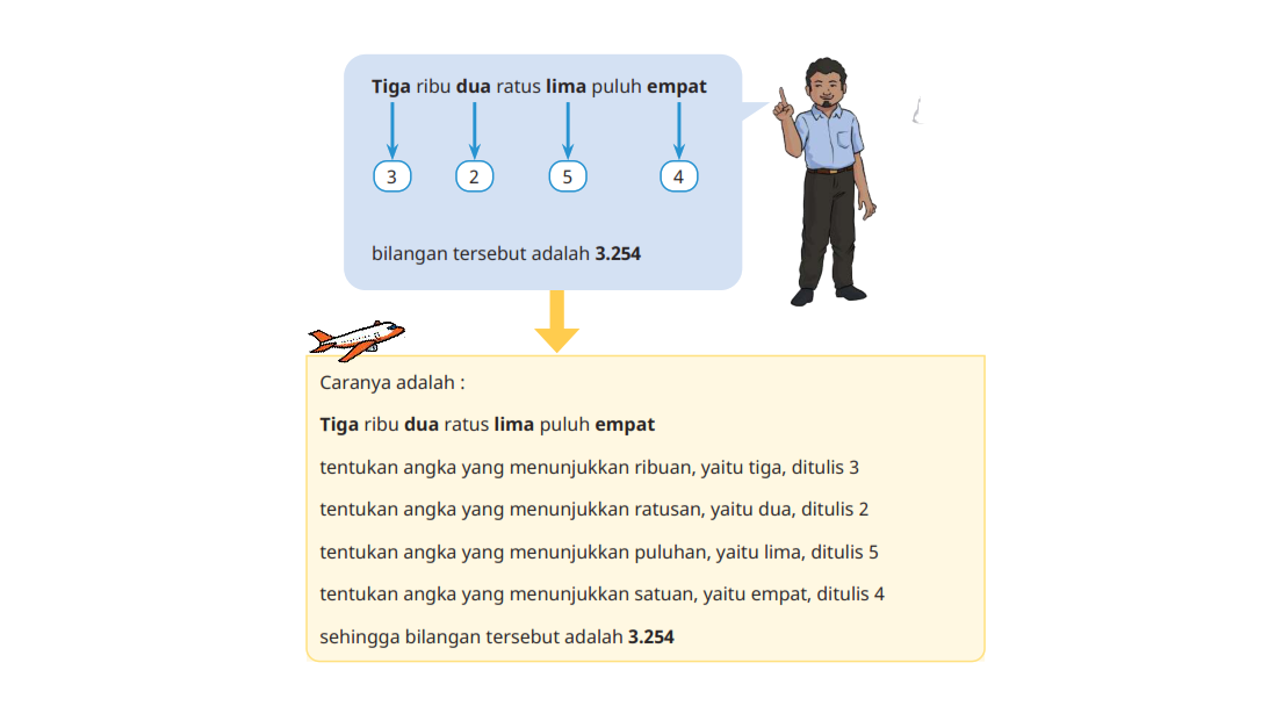 Tiga ribu dua ratus lima puluh empat
3 2 5 4
bilangan tersebut adalah 3.254
Caranya adalah :
Tiga ribu dua ratus lima puluh empat
tentukan angka yang menunjukkan ribuan, yaitu tiga, ditulis 3
tentukan angka yang menunjukkan ratusan, yaitu dua, ditulis 2
tentukan angka yang menunjukkan puluhan, yaitu lima, ditulis 5
tentukan angka yang menunjukkan satuan, yaitu empat, ditulis 4
sehingga bilangan tersebut adalah 3.254